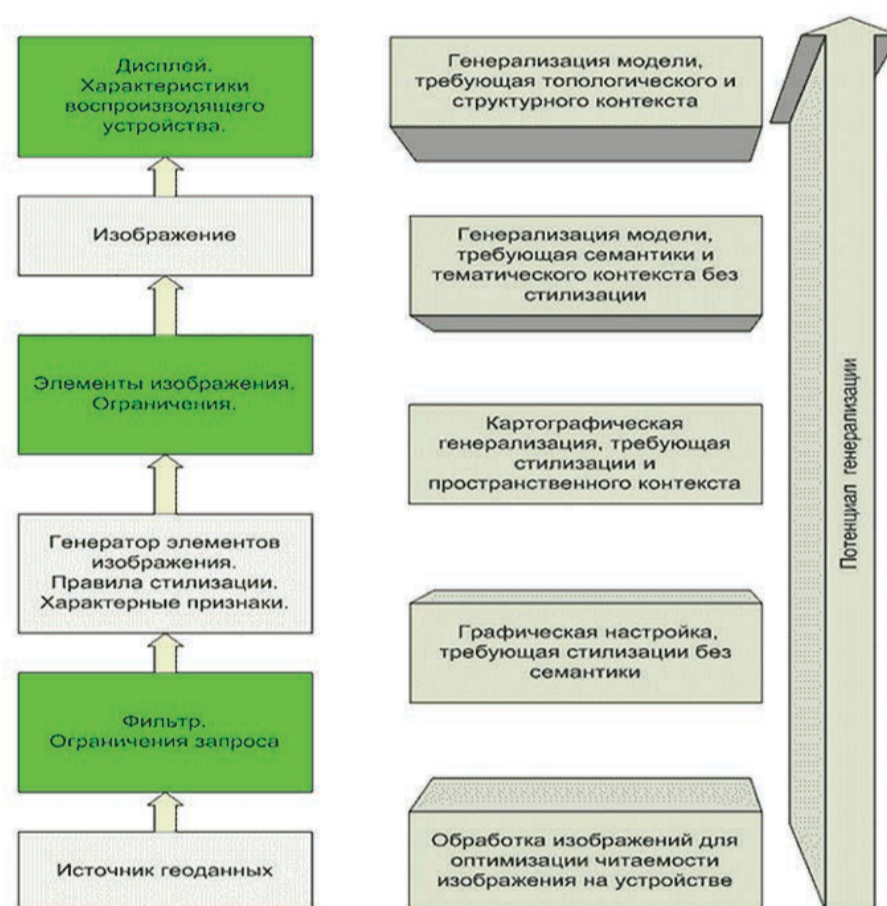 Дисплей.
Характеристики
воспроизводящего
устройства.
Изображение
Элементы изображения.
Ограничения.
Генератор элементов
изображения.
Правила стилизации.
Характерные признаки.
Фильтр.
Ограничения запроса
Источник геоданных
Генерализация модели,
требующая топологического и
структурного контекста
Генерализация модели,
требующая семантики и
тематического контекста без
стилизации
Картографическая
генерализация, требующая
стилизации и
пространственного контекста
Графическая настройка,
требующая стилизации без
семантики
Обработка изображений для
оптимизации читаемости
изображения на устройстве
Потенциал генерализации